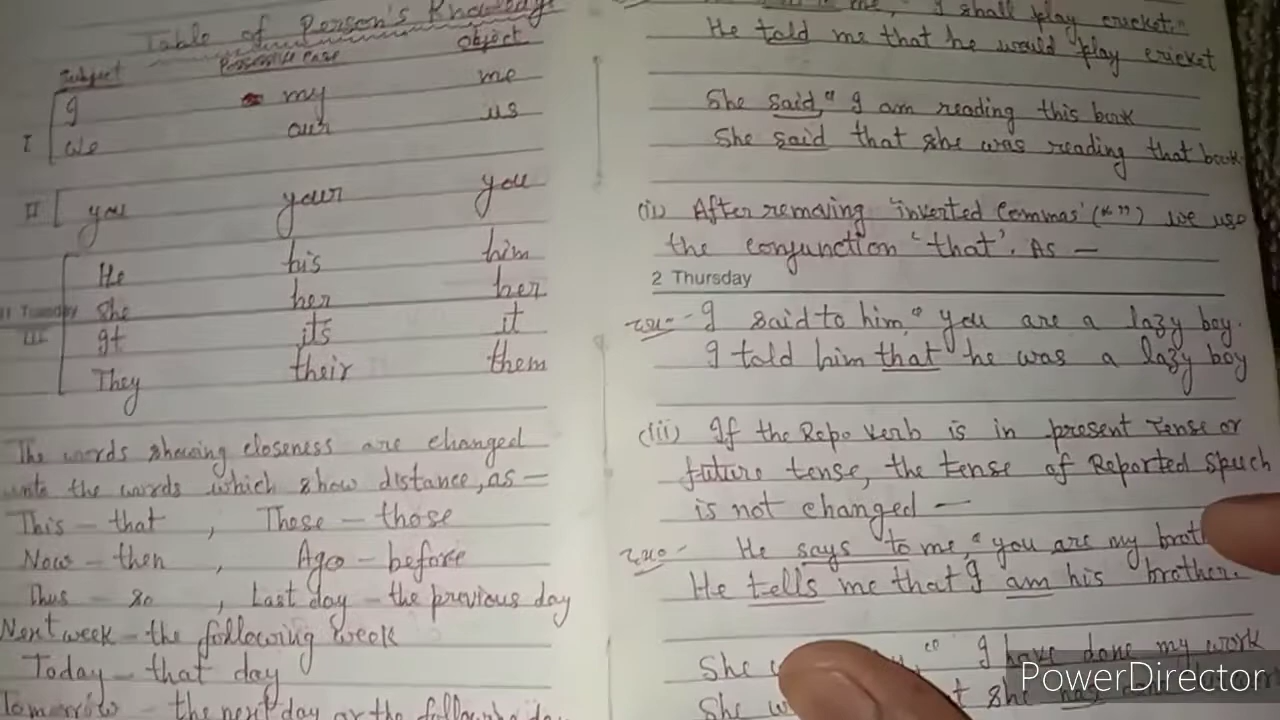 Table of Person's Knowledge
Subject Possessive case Object
I my me
I we our us
II you your you
He his him
She her her
III It its it
They their them
11 Tuesday
The words showing closeness are changed
into the words which show distance, as —
This – that , These – those
Now – then , Ago – before
Thus – so , Last day – the previous day
Next week – the following week
Today – that day
Tomorrow – the next day or the
me, I shall play cricket."
He told me that he would play cricket
She said, " I am reading this book
She said that she was reading that book
(ii) After removing 'inverted Commas' (" ") we use
the conjunction 'that'. As —
2 Thursday
I said to him, " you are a lazy boy.
I told him that he was a lazy boy
(iii) If the Repo verb is in present Tense or
future tense, the tense of Reported Speech
is not changed —
He says to me, " you are my
He tells me that I am his brother.
She " I have done my work
She she has
PowerDirector